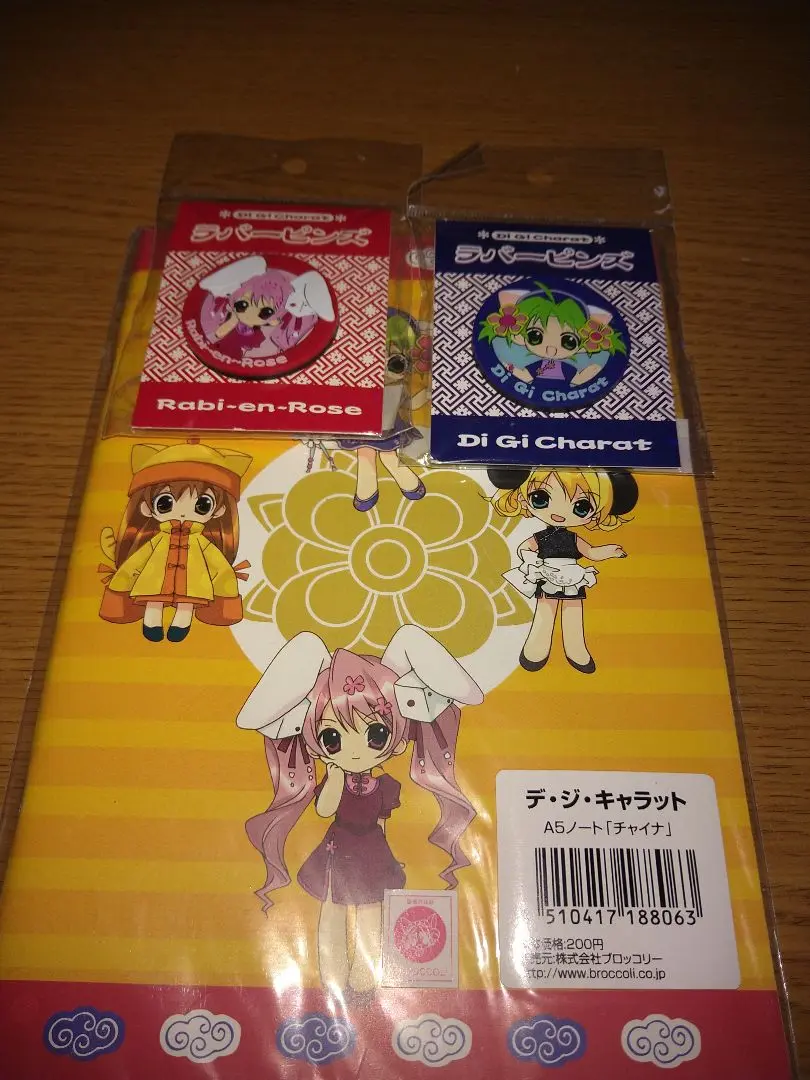 Di Gi Charat
ラバーピンズ
Rabi-en-Rose
Rabi~en~Rose
Di Gi Charat
ラバーピンズ
Di Gi Charat
Di Gi Charat
デ・ジ・キャラット
A5ノート「チャイナ」
510417 188063
価格:200円
売元:株式会社ブロッコリー
http://www.broccoli.co.jp